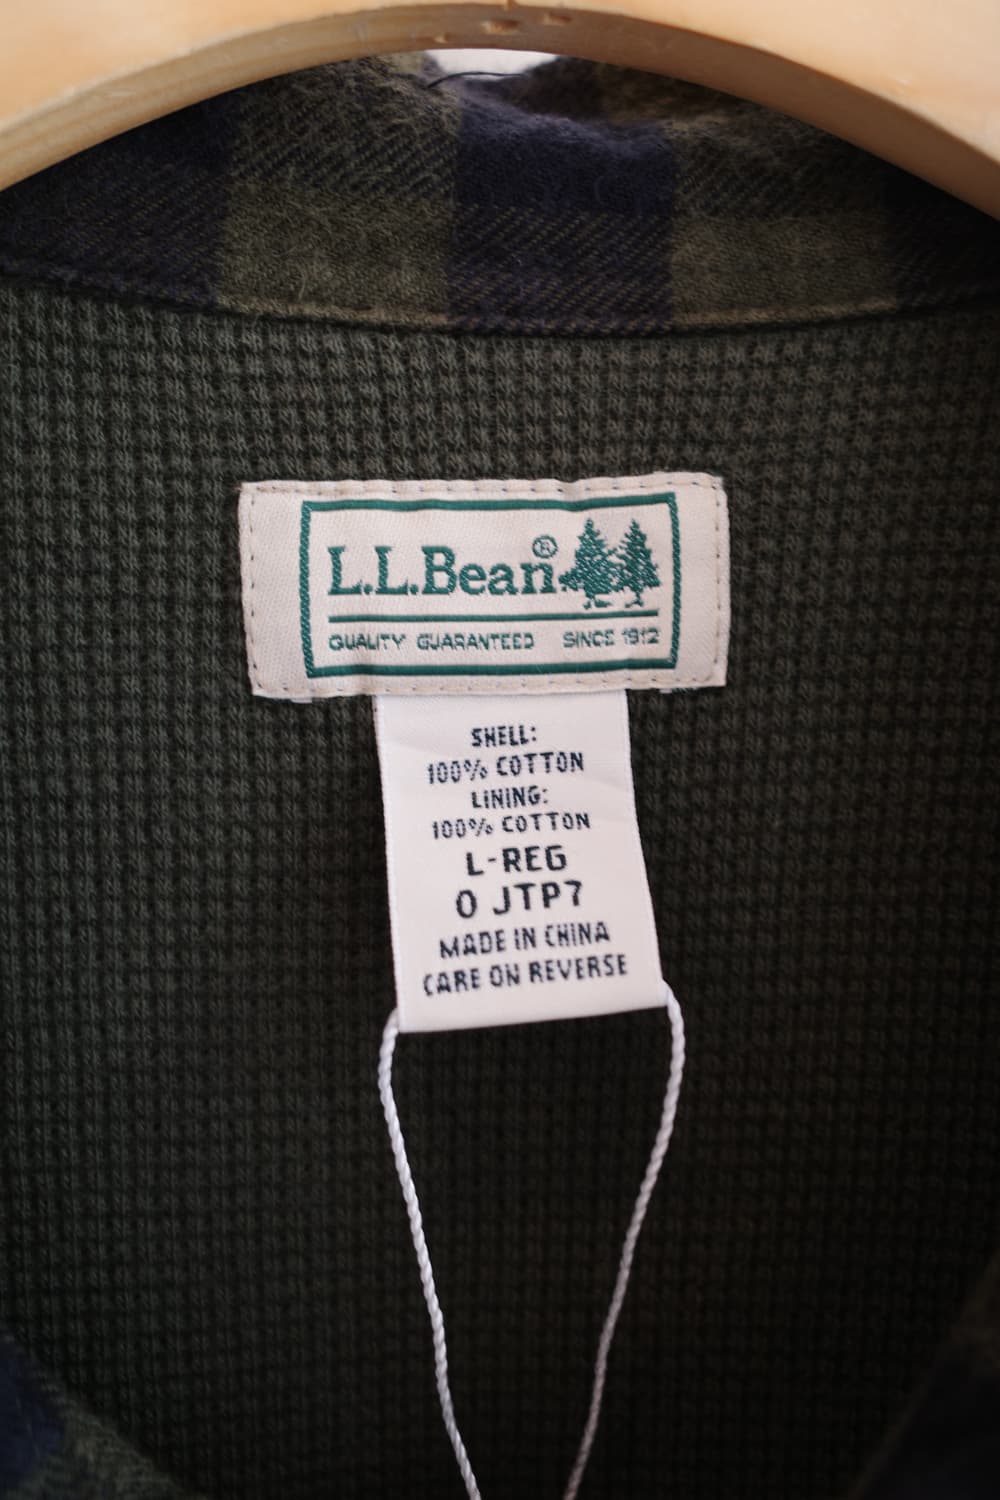 L.L.Bean®
QUALITY GUARANTEED SINCE 1912
SHELL:
100% COTTON
LINING:
100% COTTON
L-REG
0 JTP7
MADE IN CHINA
CARE ON REVERSE